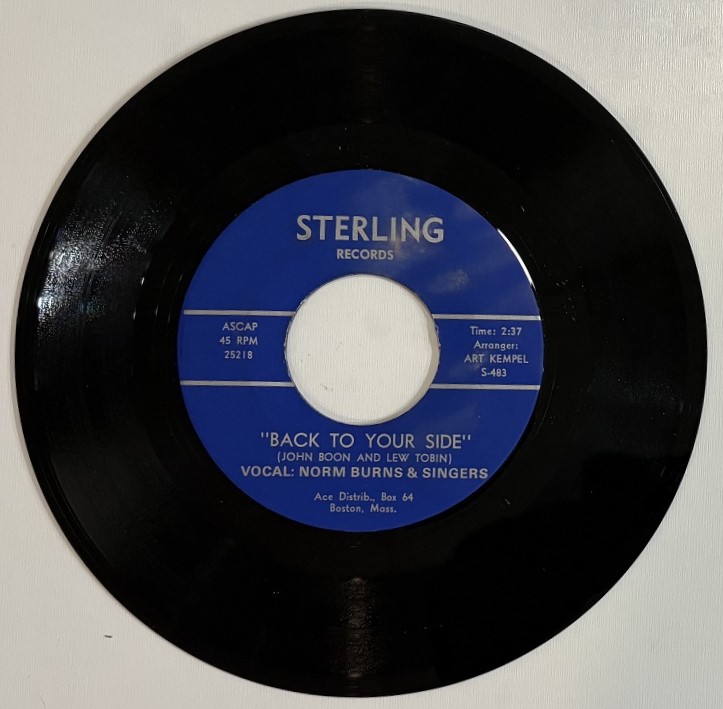 STERLING
RECORDS
ASCAP
45 RPM
25218
Time: 2:37
Arranger:
ART KEMPEL
S-483
"BACK TO YOUR SIDE"
(JOHN BOON AND LEW TOBIN)
VOCAL: NORM BURNS & SINGERS
Ace Distrib., Box 64
Boston, Mass.